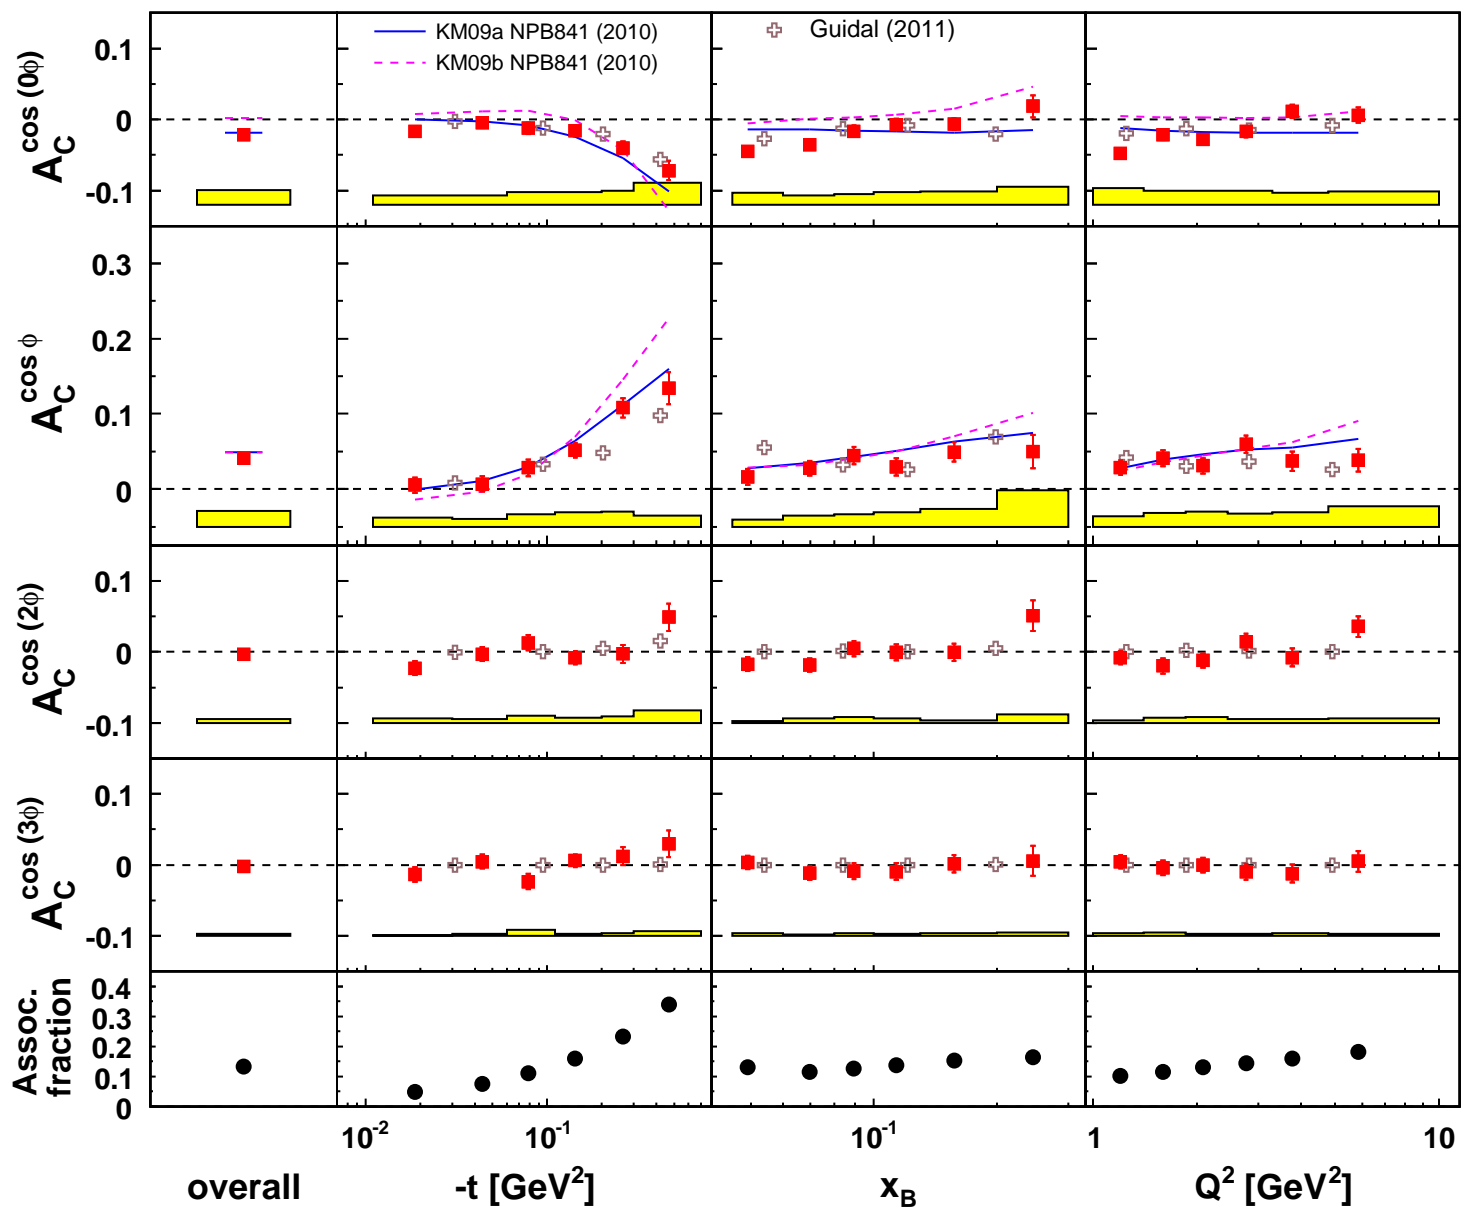 KM09a NPB841 (2010)
KM09b NPB841 (2010)
Guidal (2011)
A_C^cos (0ϕ)
0.1
0
-0.1
A_C^cos ϕ
0.3
0.2
0.1
0
A_C^cos (2ϕ)
0.1
0
-0.1
A_C^cos (3ϕ)
0.1
0
-0.1
Assoc.
fraction
0.4
0.3
0.2
0.1
0
10^-2 10^-1 10^-1 1 10
overall -t [GeV^2] x_B Q^2 [GeV^2]